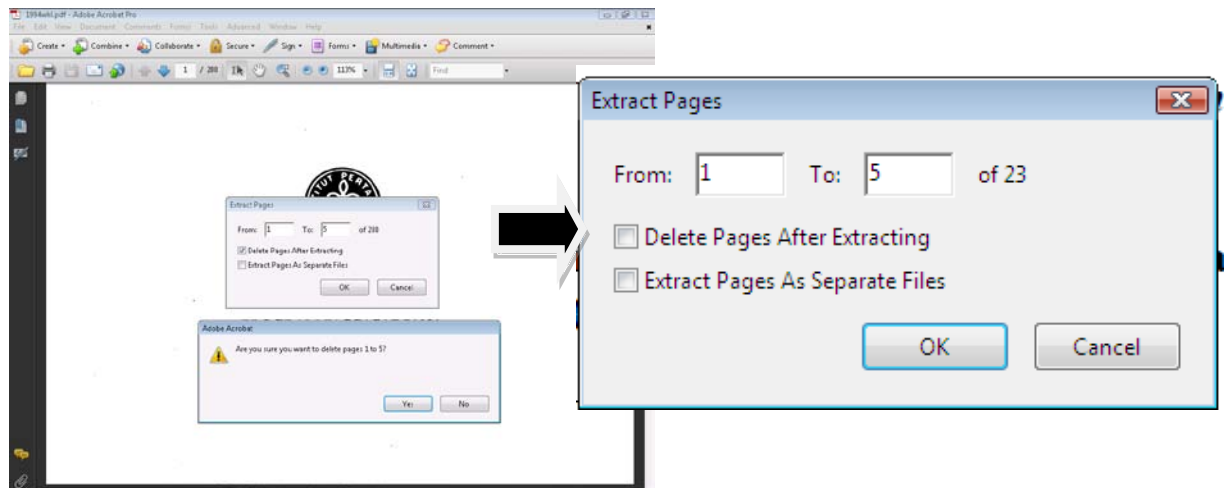 1994whl.pdf - Adobe Acrobat Pro
File Edit View Document Comments Forms Tools Advanced Window Help
Create Combine Collaborate Secure Sign Forms Multimedia Comment
1 / 280 113% Find
Extract Pages
From: 1 To: 5 of 280
Delete Pages After Extracting
Extract Pages As Separate Files
OK Cancel
Adobe Acrobat
Are you sure you want to delete pages 1 to 5?
Yes No
Extract Pages
From: 1 To: 5 of 23
Delete Pages After Extracting
Extract Pages As Separate Files
OK Cancel